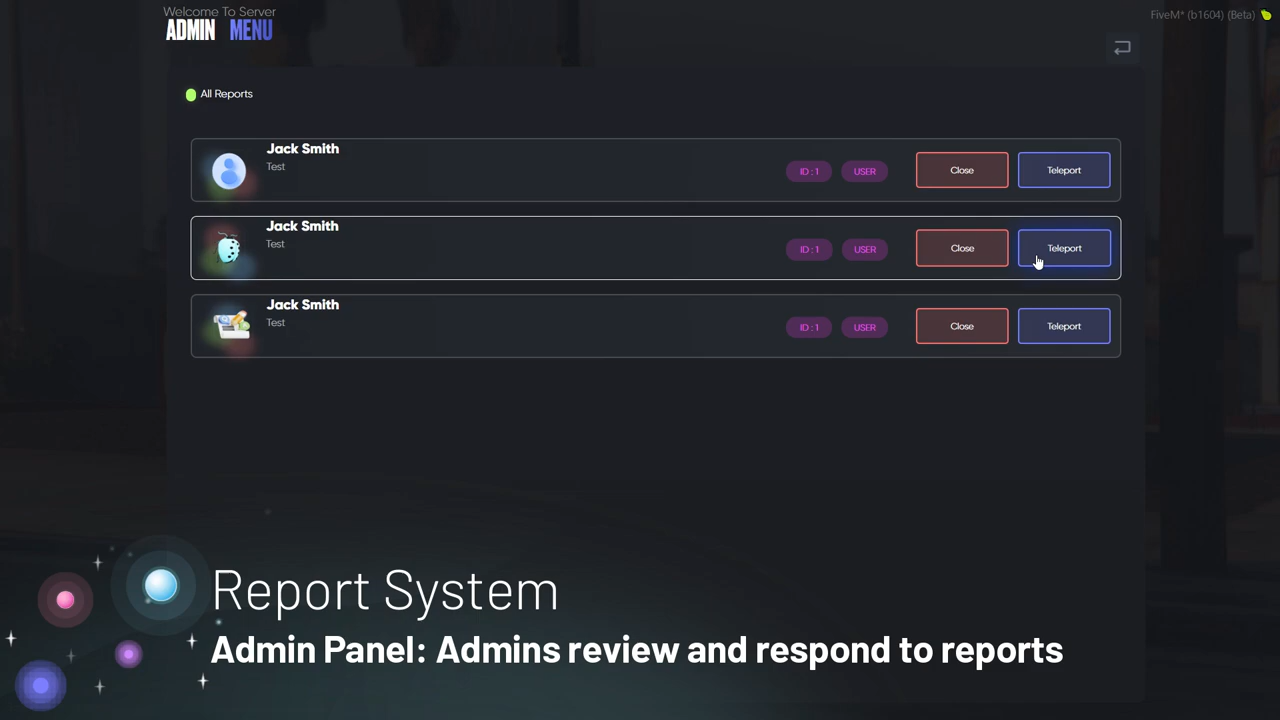 Welcome To Server
ADMIN MENU
FiveM* (b1604) (Beta)
All Reports
Jack Smith
Test
ID : 1 USER Close Teleport
Jack Smith
Test
ID : 1 USER Close Teleport
Jack Smith
Test
ID : 1 USER Close Teleport
Report System
Admin Panel: Admins review and respond to reports